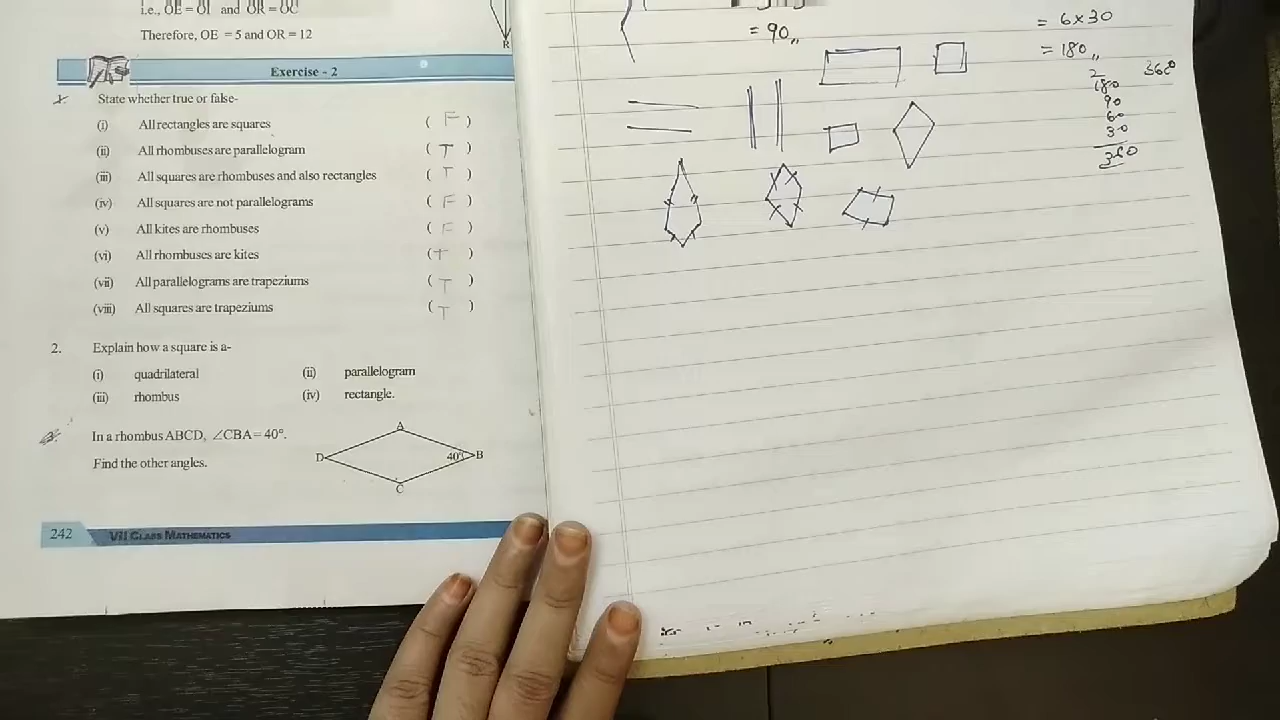 i.e., OE = OI and OR = OC
Therefore, OE = 5 and OR = 12
R
Exercise - 2
1. State whether true or false-
(i) All rectangles are squares ( F )
(ii) All rhombuses are parallelogram ( T )
(iii) All squares are rhombuses and also rectangles ( T )
(iv) All squares are not parallelograms ( F )
(v) All kites are rhombuses ( F )
(vi) All rhombuses are kites ( T )
(vii) All parallelograms are trapeziums ( T )
(viii) All squares are trapeziums ( T )
2. Explain how a square is a-
(i) quadrilateral (ii) parallelogram
(iii) rhombus (iv) rectangle.
3. In a rhombus ABCD, ∠CBA = 40°.
Find the other angles.
A
D 40° B
C
242 VII CLASS MATHEMATICS
= 90,,
= 6 x 30
= 180,,
2 360
180
90
60
30
360